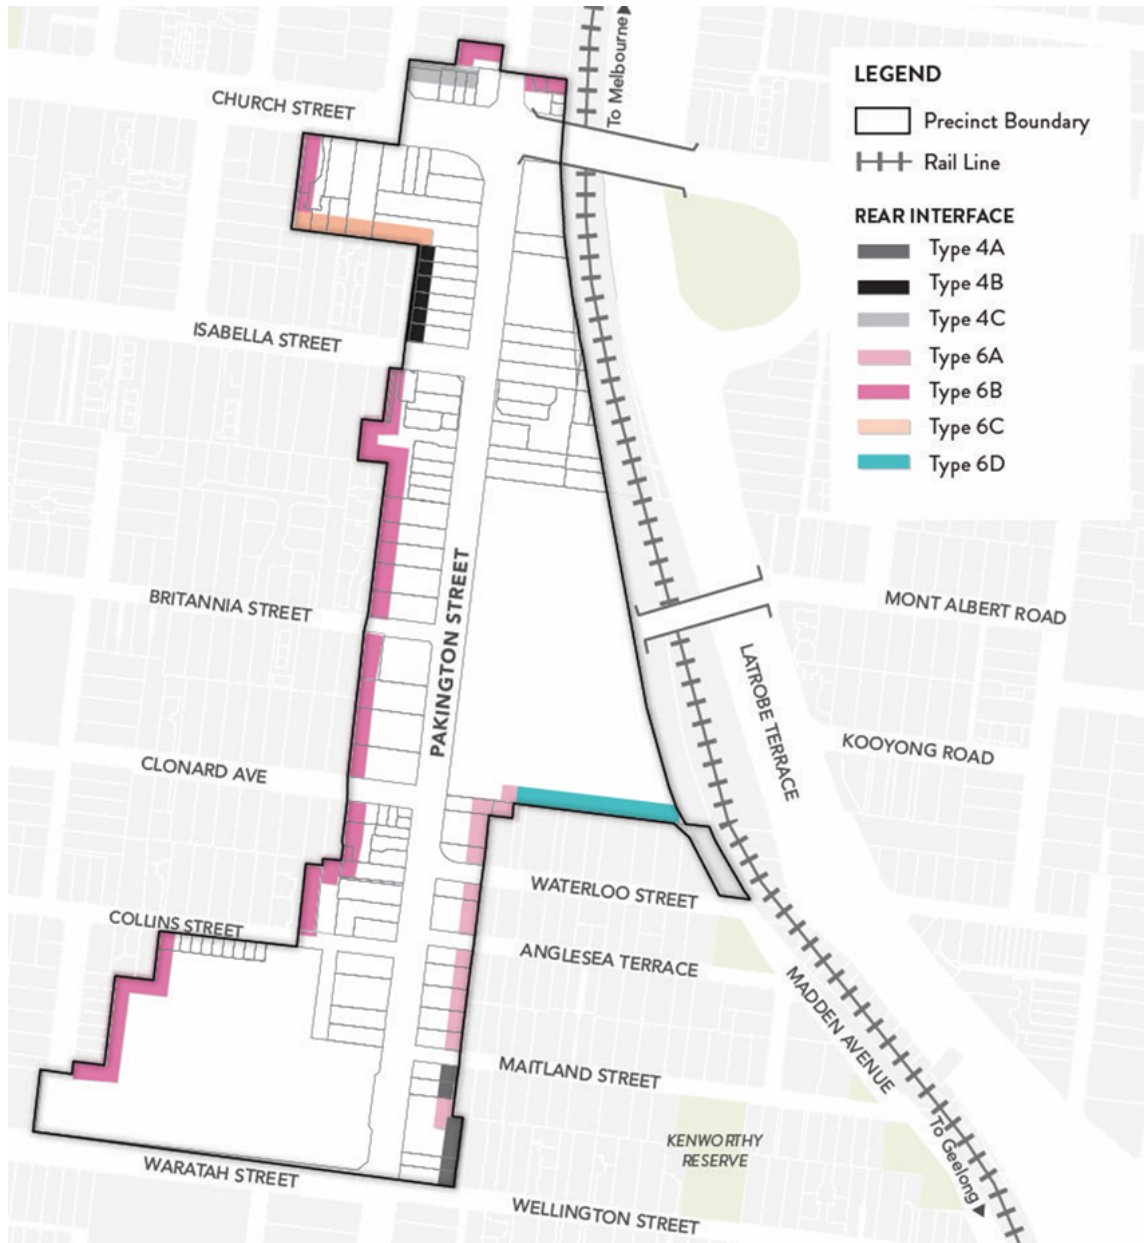 To Melbourne
CHURCH STREET
ISABELLA STREET
BRITANNIA STREET
PAKINGTON STREET
CLONARD AVE
COLLINS STREET
WARATAH STREET
WATERLOO STREET
ANGLESEA TERRACE
MAITLAND STREET
KENWORTHY
RESERVE
WELLINGTON STREET
MONT ALBERT ROAD
LATROBE TERRACE
KOOYONG ROAD
MADDEN AVENUE
To Geelong
LEGEND
Precinct Boundary
Rail Line
REAR INTERFACE
Type 4A
Type 4B
Type 4C
Type 6A
Type 6B
Type 6C
Type 6D